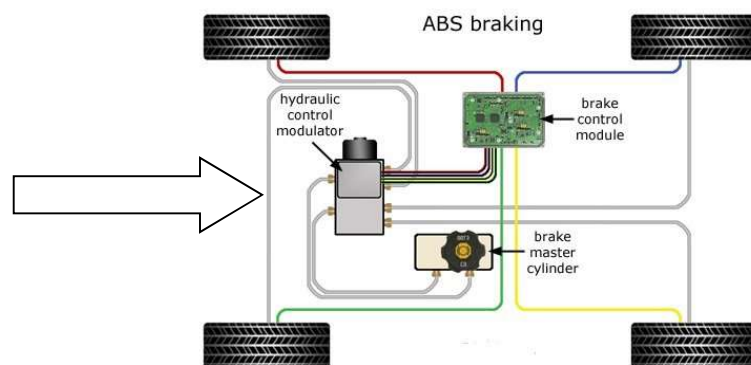 ABS braking
hydraulic
control
modulator
brake
control
module
brake
master
cylinder